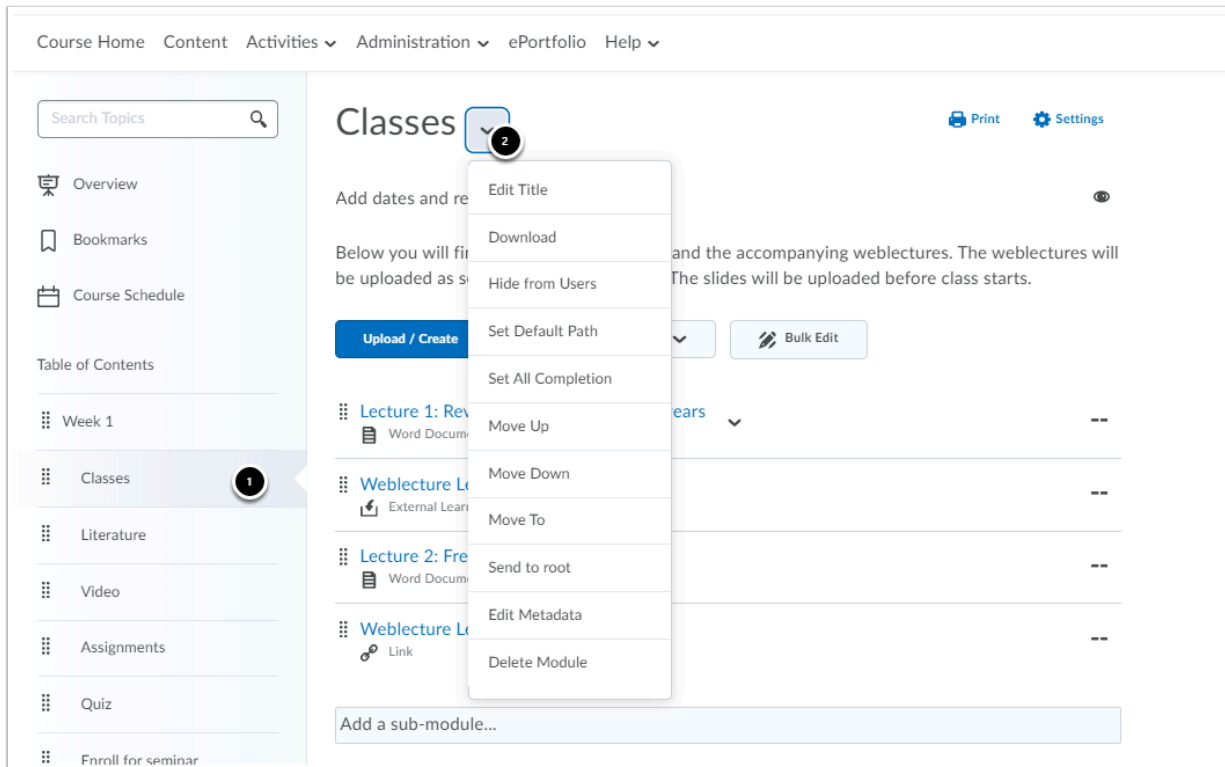 Course Home Content Activities Administration ePortfolio Help
Search Topics
Overview
Bookmarks
Course Schedule
Table of Contents
Week 1
Classes 1
Literature
Video
Assignments
Quiz
Enroll for seminar
Classes 2
Print Settings
Add dates and re
Below you will fi and the accompanying weblectures. The weblectures will
be uploaded as s The slides will be uploaded before class starts.
Upload / Create Bulk Edit
Lecture 1: Rev ears
Word Docume
Weblecture Le
External Lear
Lecture 2: Fre
Word Docume
Weblecture Le
Link
Add a sub-module...
Edit Title
Download
Hide from Users
Set Default Path
Set All Completion
Move Up
Move Down
Move To
Send to root
Edit Metadata
Delete Module